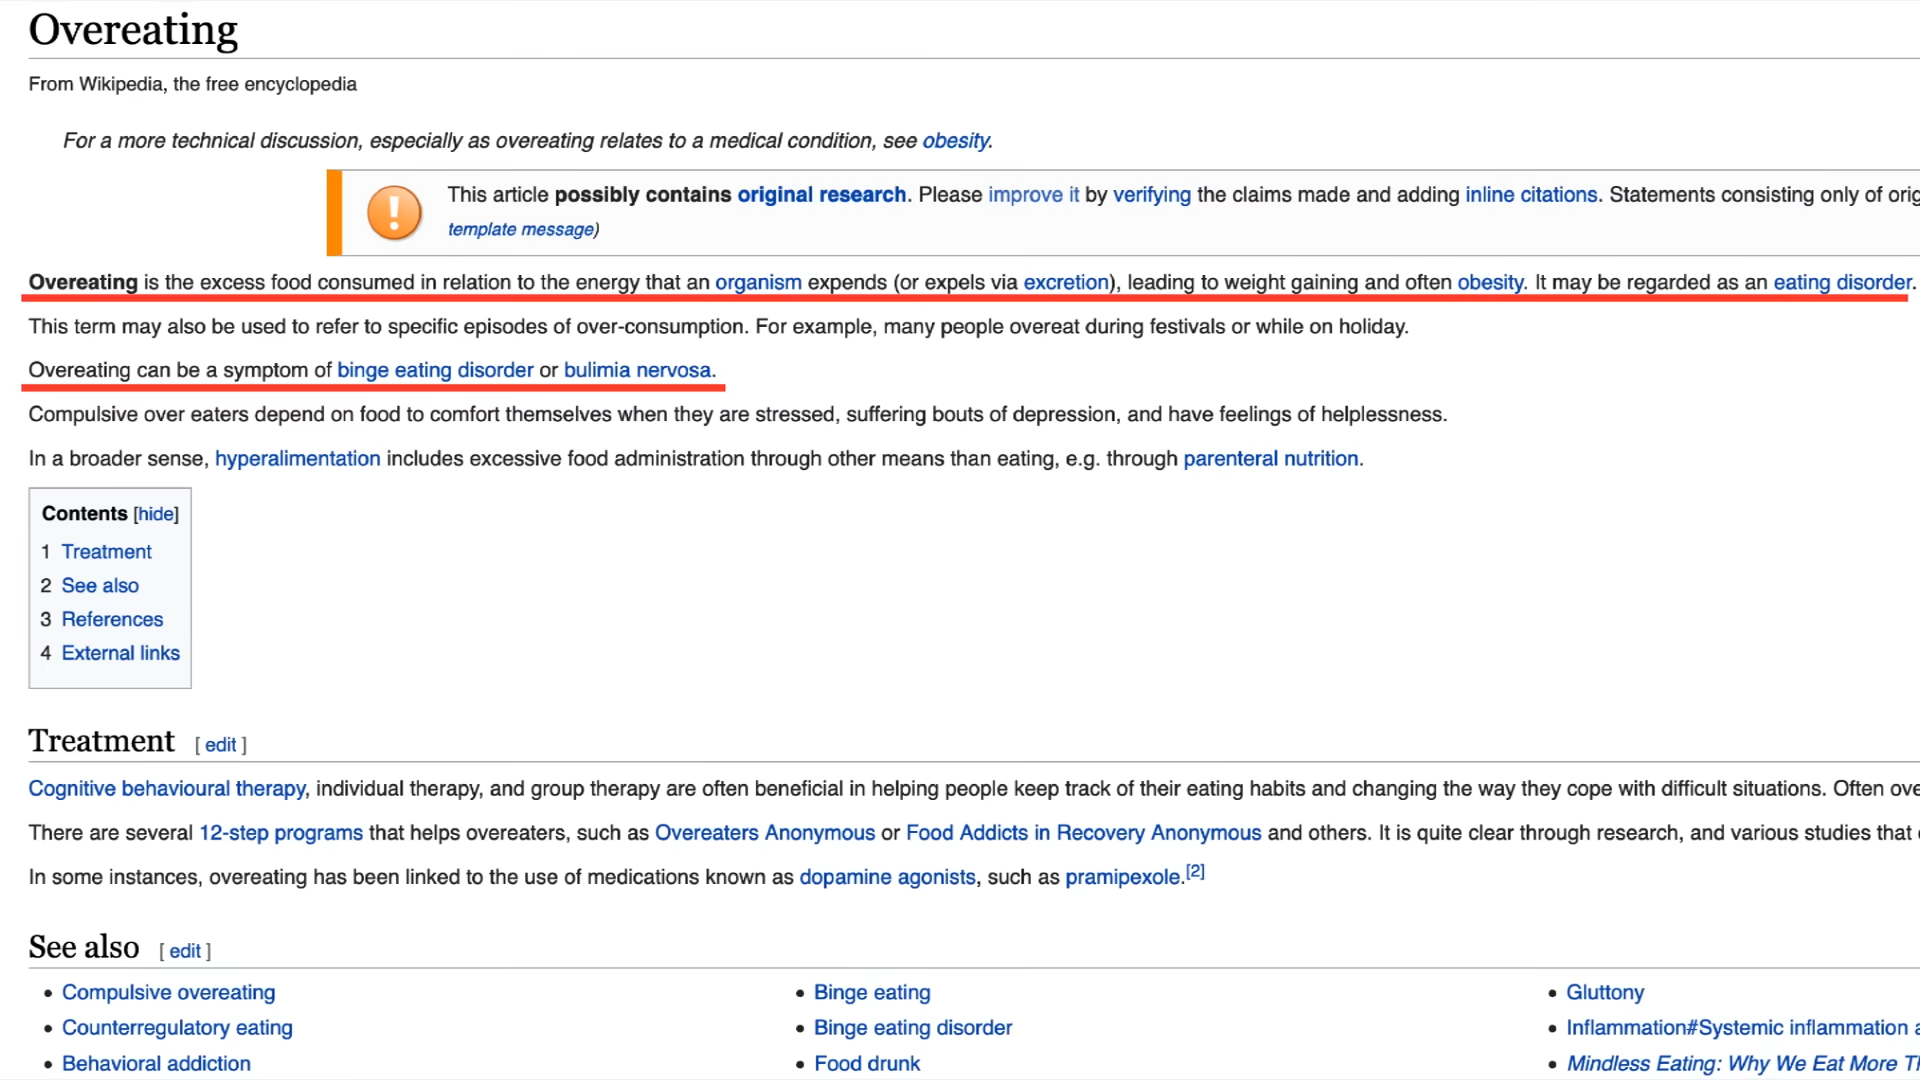 Overeating
From Wikipedia, the free encyclopedia
For a more technical discussion, especially as overeating relates to a medical condition, see obesity.
This article possibly contains original research. Please improve it by verifying the claims made and adding inline citations. Statements consisting only of
template message)
Overeating is the excess food consumed in relation to the energy that an organism expends (or expels via excretion), leading to weight gaining and often obesity. It may be regarded as an eating disorder.
This term may also be used to refer to specific episodes of over-consumption. For example, many people overeat during festivals or while on holiday.
Overeating can be a symptom of binge eating disorder or bulimia nervosa.
Compulsive over eaters depend on food to comfort themselves when they are stressed, suffering bouts of depression, and have feelings of helplessness.
In a broader sense, hyperalimentation includes excessive food administration through other means than eating, e.g. through parenteral nutrition.
Contents [hide]
1 Treatment
2 See also
3 References
4 External links
Treatment [ edit ]
Cognitive behavioural therapy, individual therapy, and group therapy are often beneficial in helping people keep track of their eating habits and changing the way they cope with difficult situations. Often
There are several 12-step programs that helps overeaters, such as Overeaters Anonymous or Food Addicts in Recovery Anonymous and others. It is quite clear through research, and various studies that
In some instances, overeating has been linked to the use of medications known as dopamine agonists, such as pramipexole.[2]
See also [ edit ]
• Compulsive overeating
• Counterregulatory eating
• Behavioral addiction
• Binge eating
• Binge eating disorder
• Food drunk
• Gluttony
• Inflammation#Systemic inflammation
• Mindless Eating: Why We Eat More